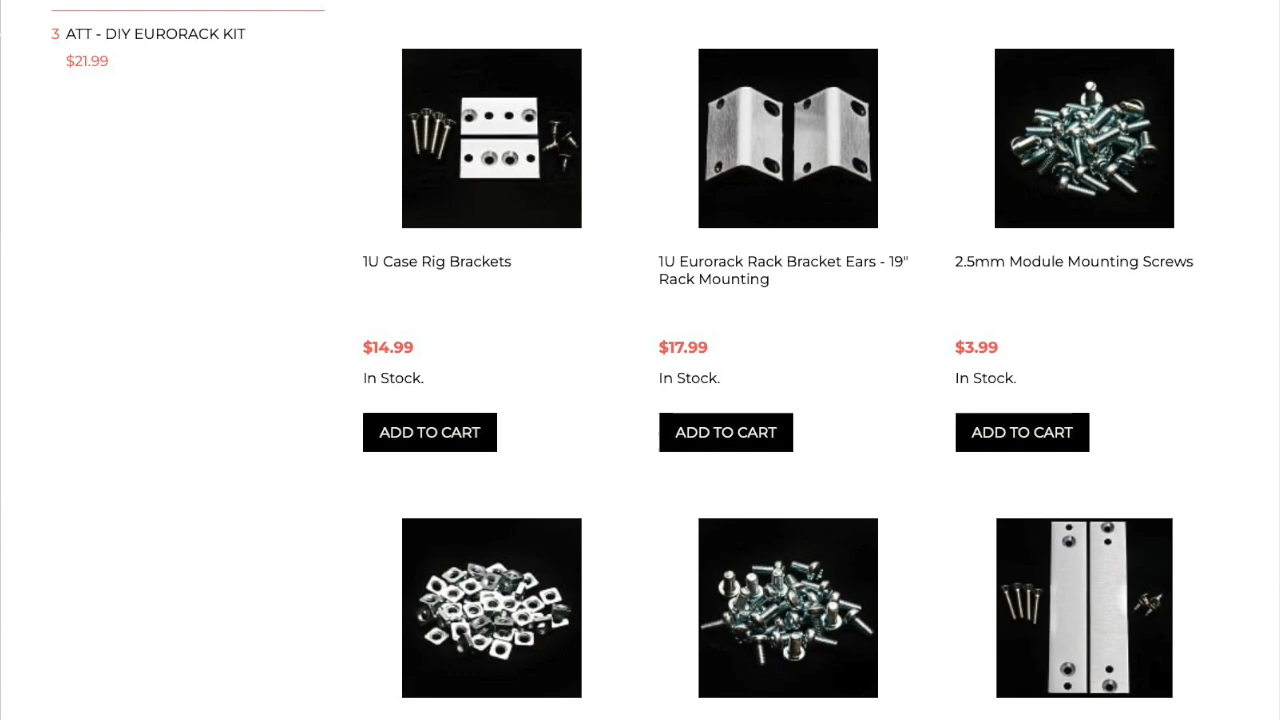 3 ATT - DIY EURORACK KIT
$21.99
1U Case Rig Brackets
$14.99
In Stock.
ADD TO CART
1U Eurorack Rack Bracket Ears - 19"
Rack Mounting
$17.99
In Stock.
ADD TO CART
2.5mm Module Mounting Screws
$3.99
In Stock.
ADD TO CART